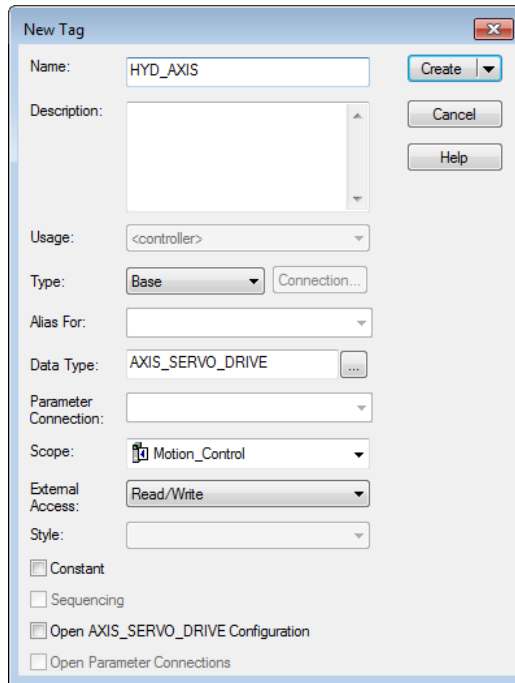 New Tag
Name:
HYD_AXIS
Create
Description:
Cancel
Help
Usage:
<controller>
Type:
Base
Connection...
Alias For:
Data Type:
AXIS_SERVO_DRIVE
...
Parameter
Connection:
Scope:
Motion_Control
External
Access:
Read/Write
Style:
Constant
Sequencing
Open AXIS_SERVO_DRIVE Configuration
Open Parameter Connections